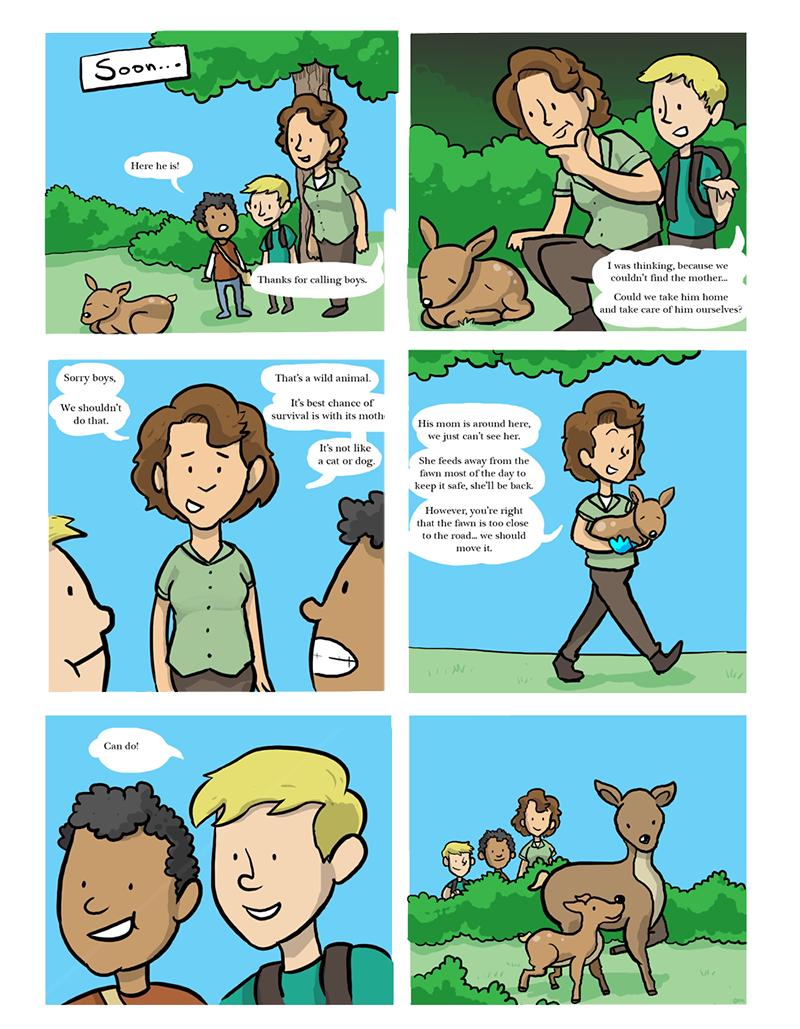 Soon...
Here he is!
Thanks for calling boys.
I was thinking, because we
couldn't find the mother...
Could we take him home
and take care of him ourselves?
Sorry boys,
We shouldn't
do that.
That's a wild animal.
It's best chance of
survival is with its moth
It's not like
a cat or dog.
His mom is around here,
we just can't see her.
She feeds away from the
fawn most of the day to
keep it safe, she'll be back.
However, you're right
that the fawn is too close
to the road... we should
move it.
Can do!